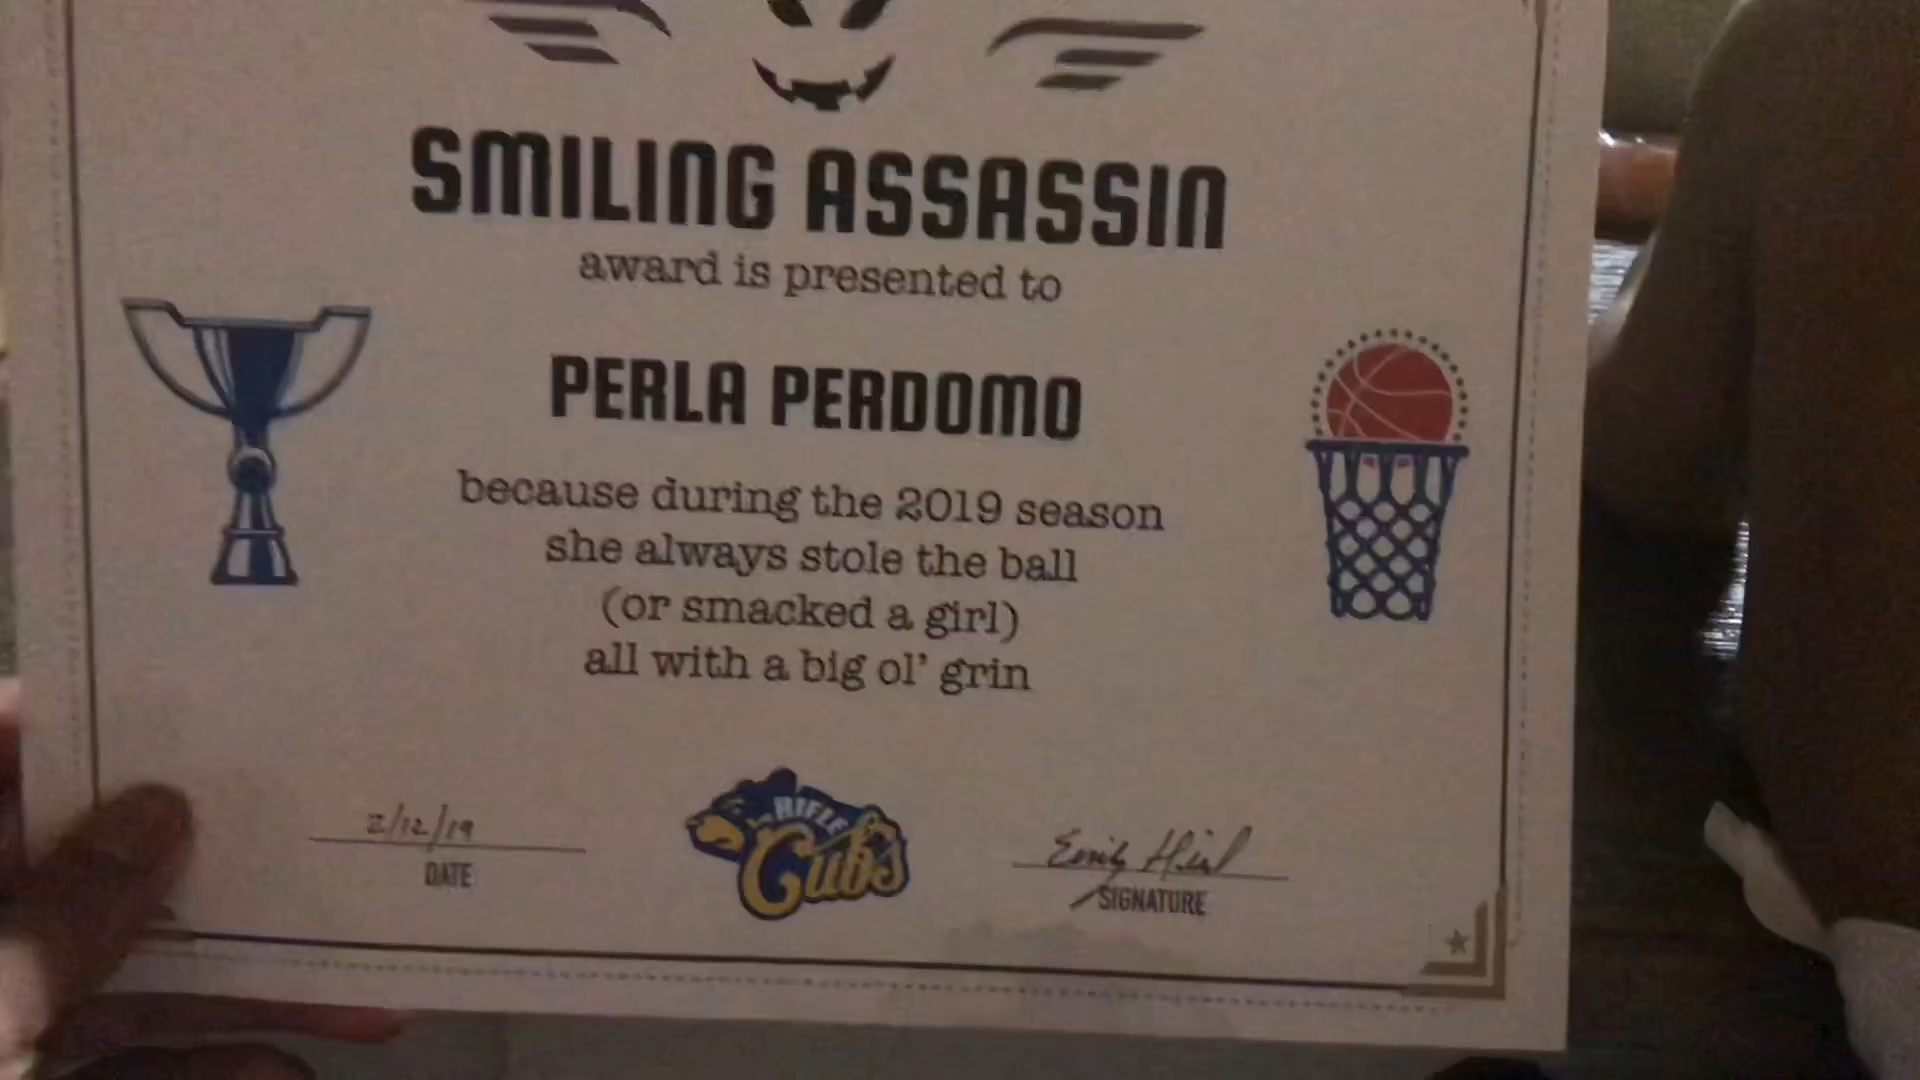 SMILING ASSASSIN
award is presented to
PERLA PERDOMO
because during the 2019 season
she always stole the ball
(or smacked a girl)
all with a big ol' grin
2/12/19
DATE
RIFLE
Cubs
Emily
SIGNATURE